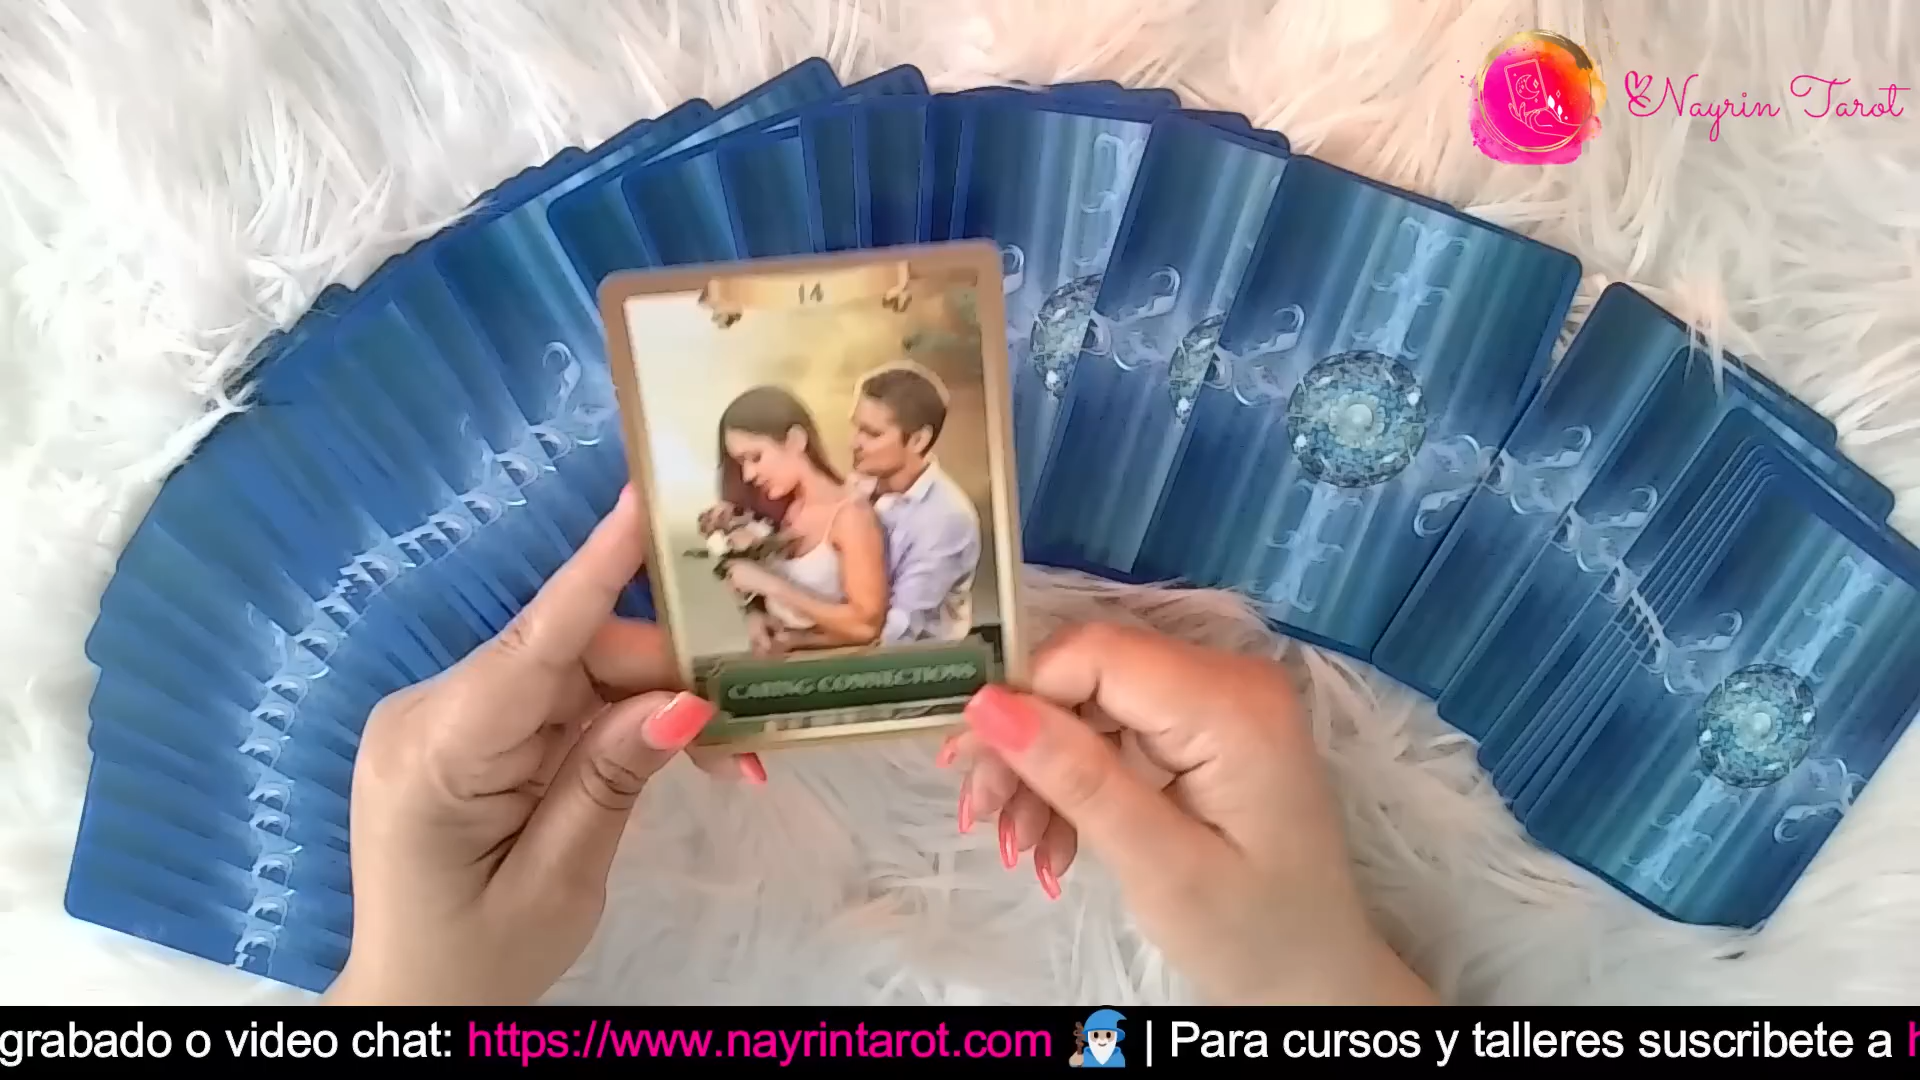 Nayrin Tarot
14
CARING CONNECTIONS
grabado o video chat: https://www.nayrintarot.com 🧙🏻‍♂️ | Para cursos y talleres suscribete a h